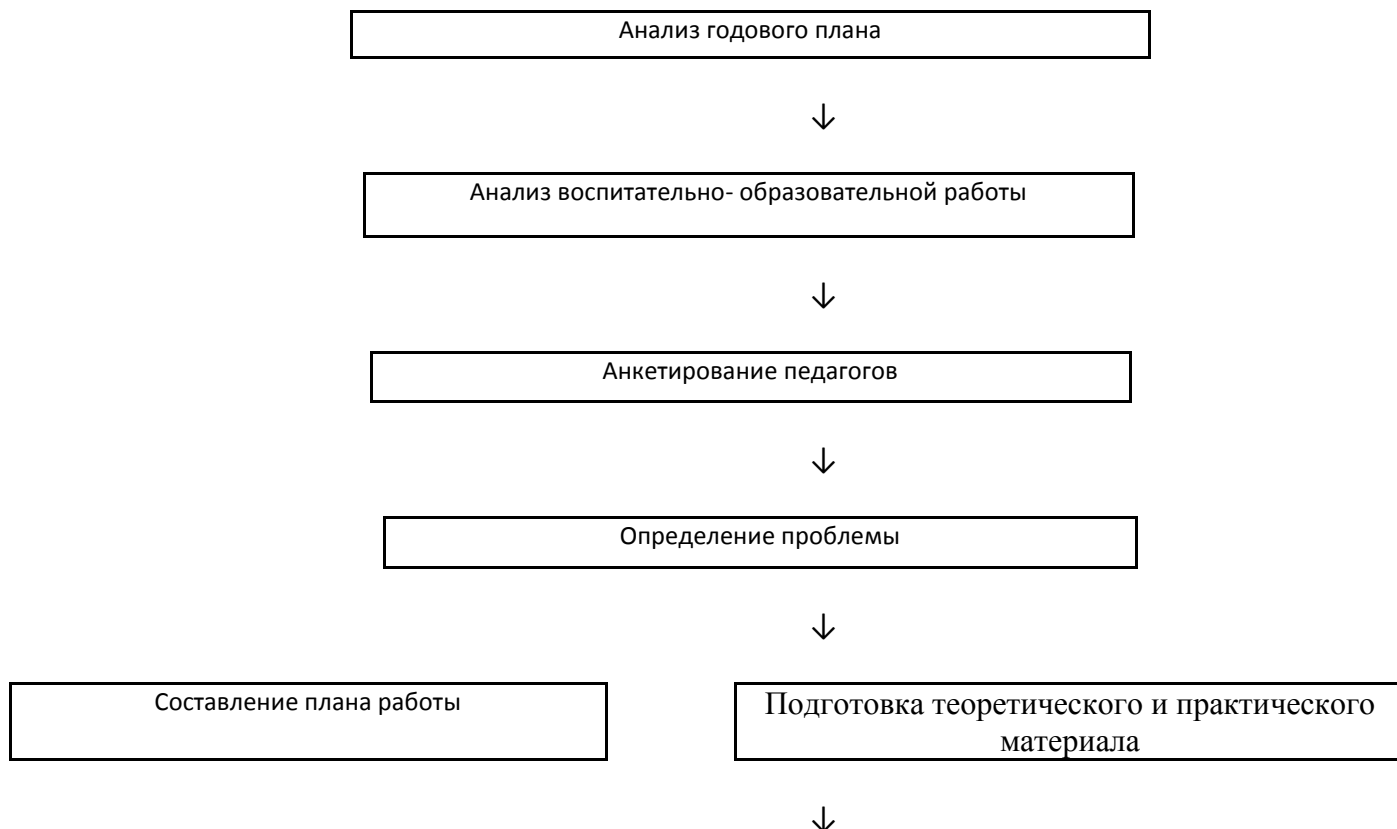 Анализ годового плана
↓
Анализ воспитательно- образовательной работы
↓
Анкетирование педагогов
↓
Определение проблемы
↓
Составление плана работы
Подготовка теоретического и практического
материала
↓